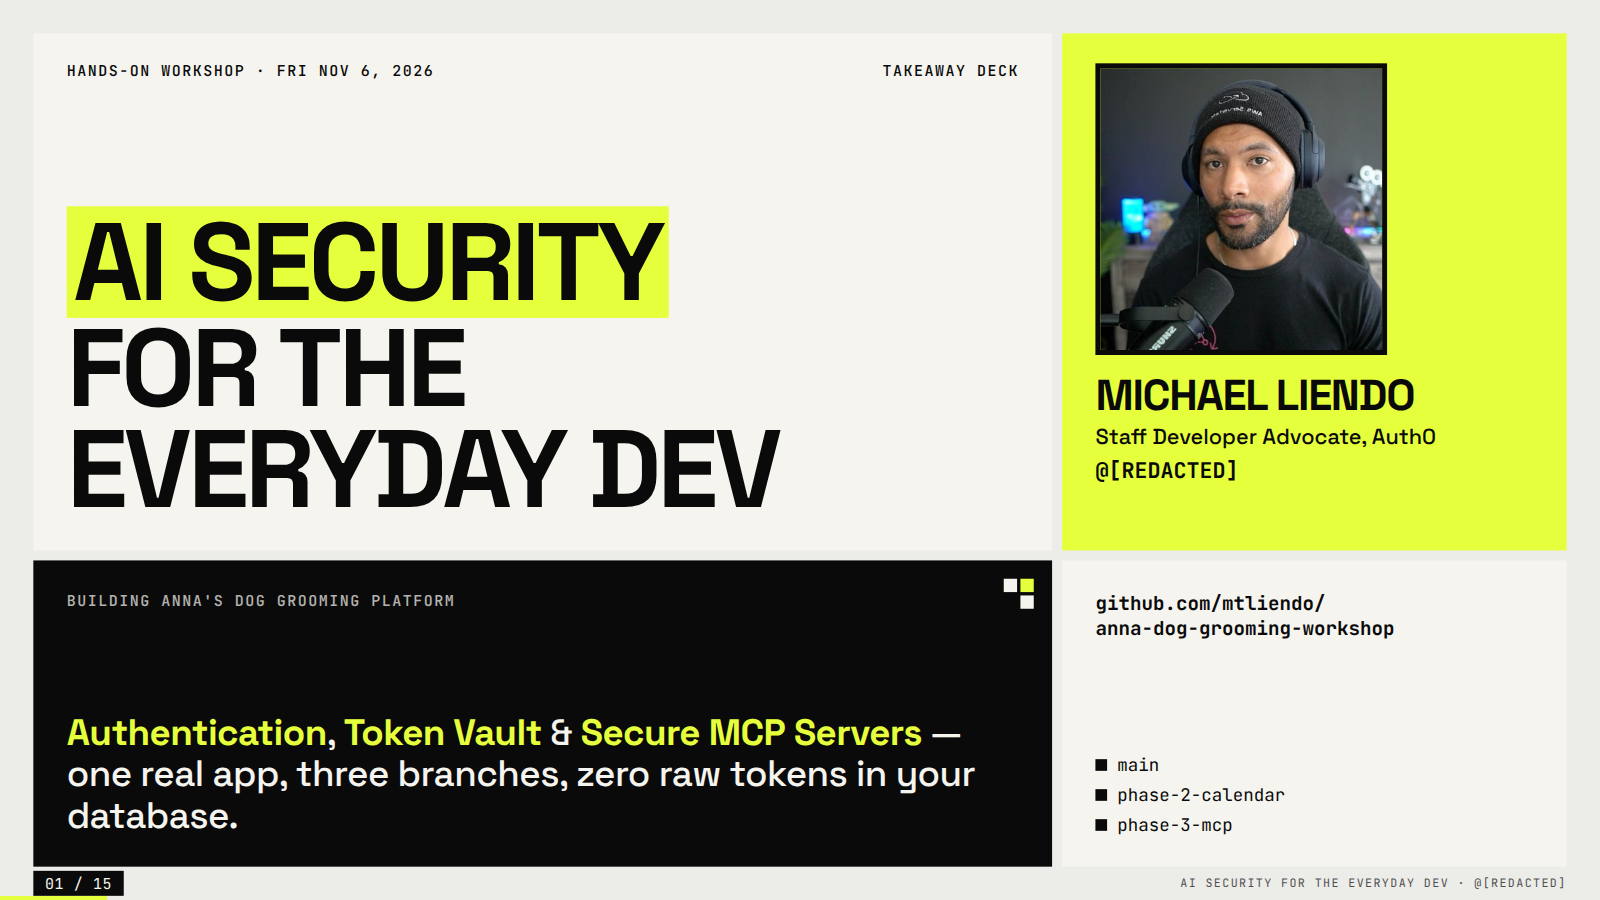 HANDS-ON WORKSHOP · FRI NOV 6, 2026
TAKEAWAY DECK
AI SECURITY
FOR THE
EVERYDAY DEV
MICHAEL LIENDO
Staff Developer Advocate, Auth0
@[REDACTED]
BUILDING ANNA'S DOG GROOMING PLATFORM
Authentication, Token Vault & Secure MCP Servers —
one real app, three branches, zero raw tokens in your
database.
github.com/mtliendo/
anna-dog-grooming-workshop
main
phase-2-calendar
phase-3-mcp
01 / 15
AI SECURITY FOR THE EVERYDAY DEV · @[REDACTED]